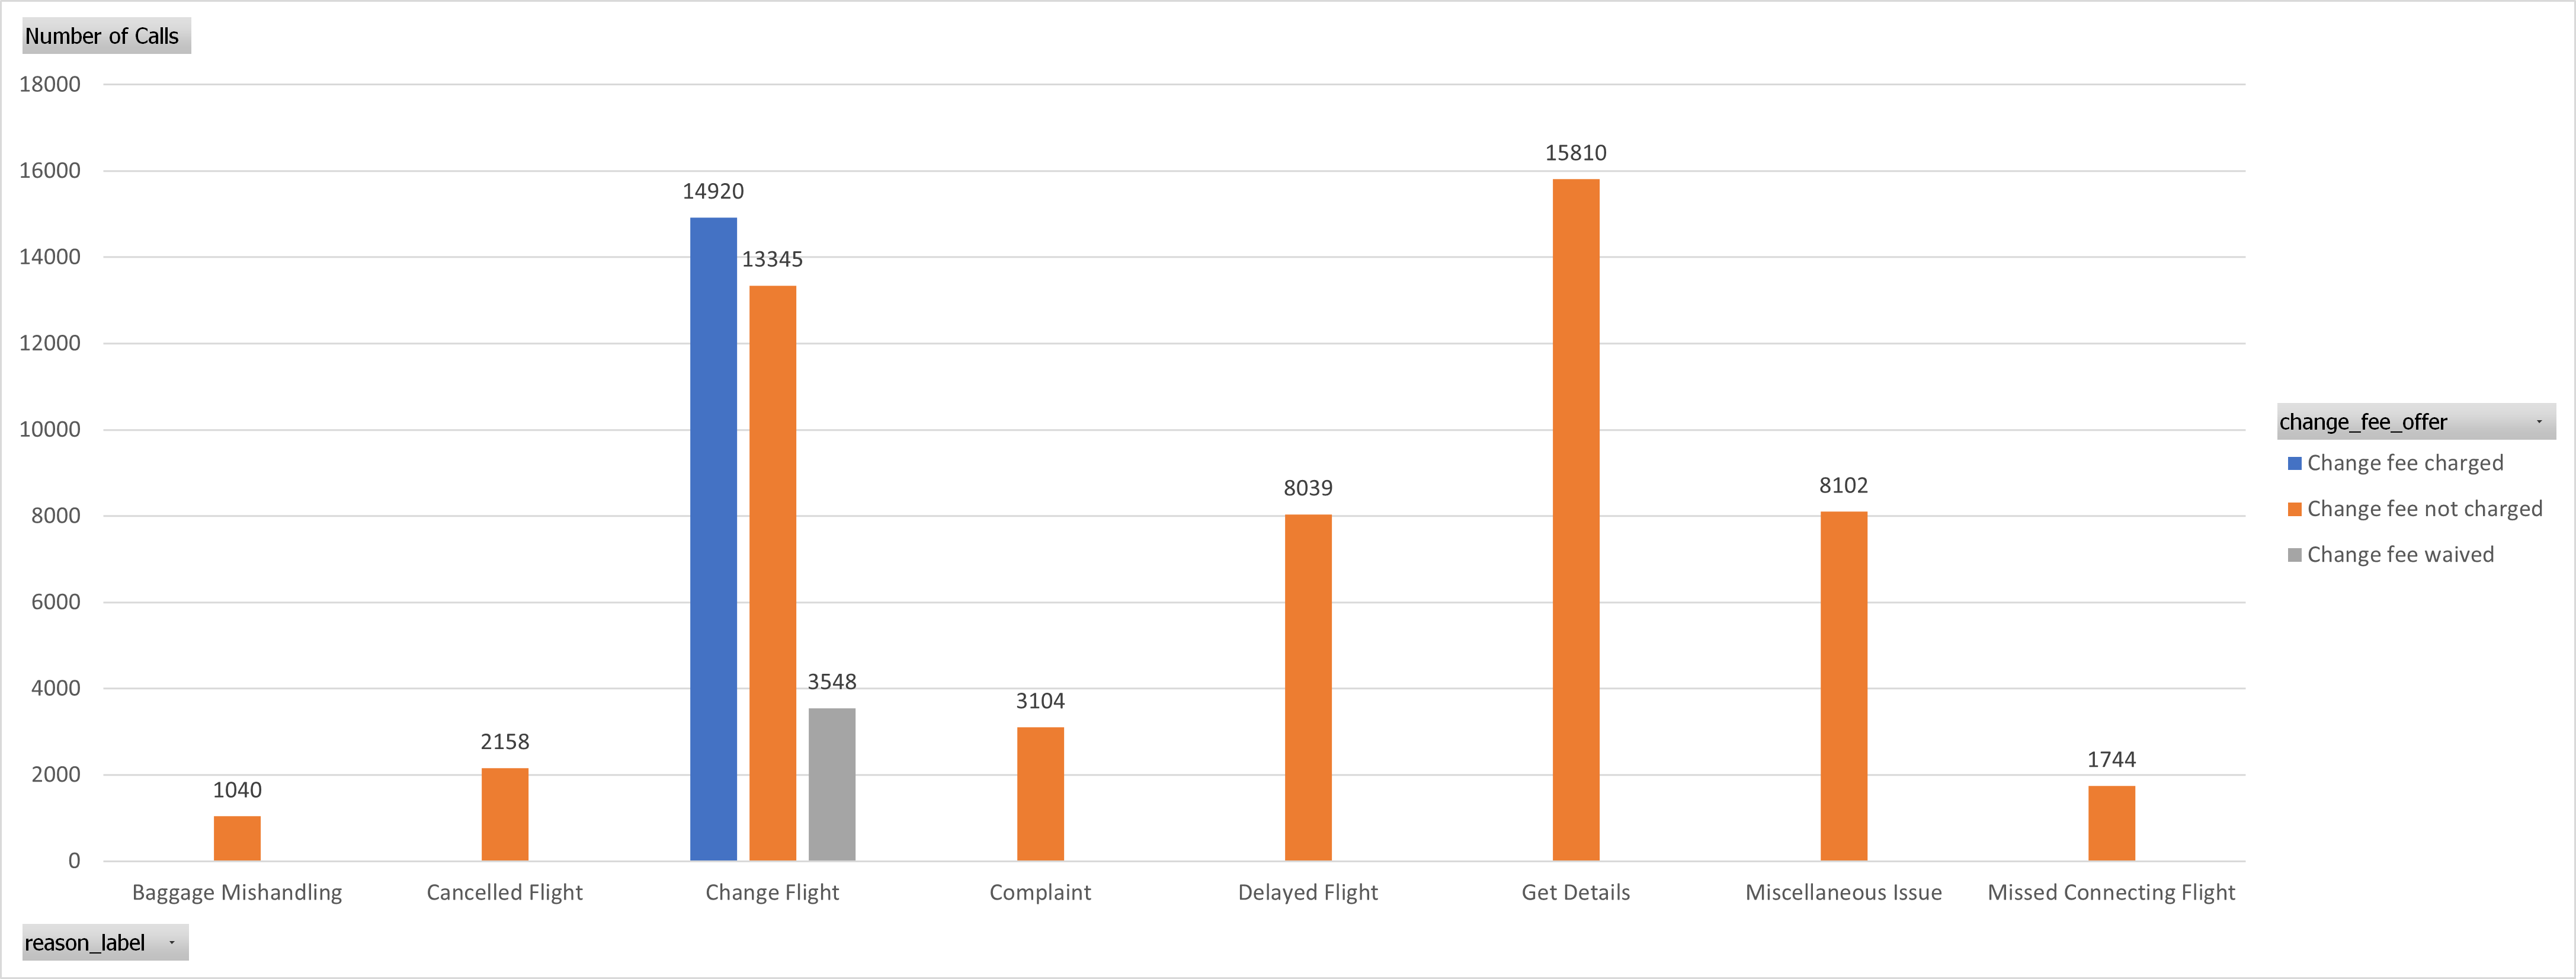 Number of Calls
18000
16000
14000
12000
10000
8000
6000
4000
2000
0
1040
2158
14920
13345
3548
3104
8039
15810
8102
1744
Baggage Mishandling
Cancelled Flight
Change Flight
Complaint
Delayed Flight
Get Details
Miscellaneous Issue
Missed Connecting Flight
reason_label
change_fee_offer
Change fee charged
Change fee not charged
Change fee waived